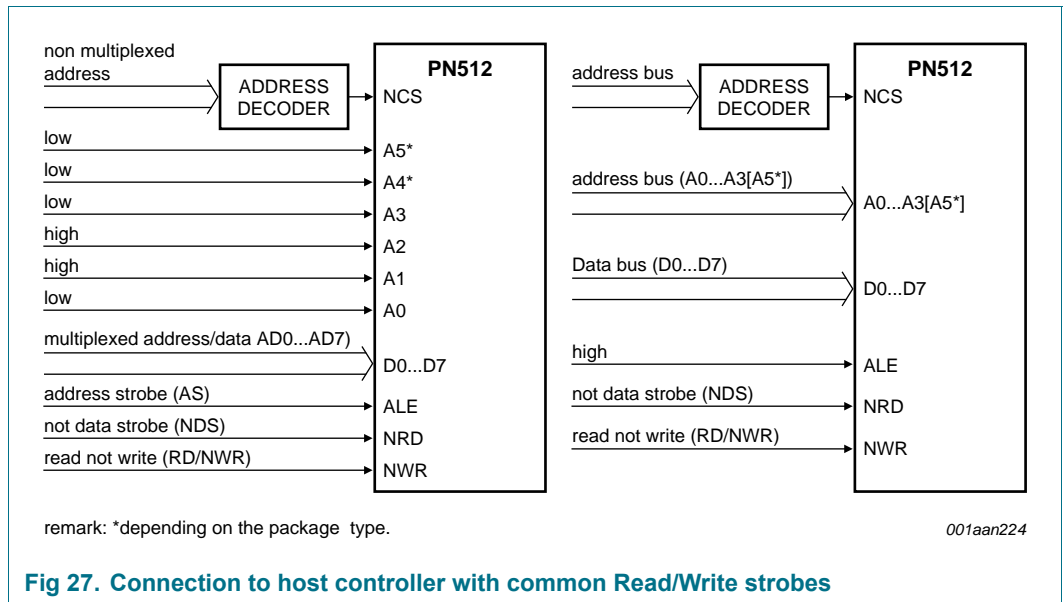 non multiplexed
address
ADDRESS
DECODER
PN512
NCS
low
A5*
low
A4*
low
A3
high
A2
high
A1
low
A0
multiplexed address/data AD0...AD7)
D0...D7
address strobe (AS)
ALE
not data strobe (NDS)
NRD
read not write (RD/NWR)
NWR
address bus
ADDRESS
DECODER
PN512
NCS
address bus (A0...A3[A5*])
A0...A3[A5*]
Data bus (D0...D7)
D0...D7
high
ALE
not data strobe (NDS)
NRD
read not write (RD/NWR)
NWR
remark: *depending on the package type.
001aan224
Fig 27. Connection to host controller with common Read/Write strobes